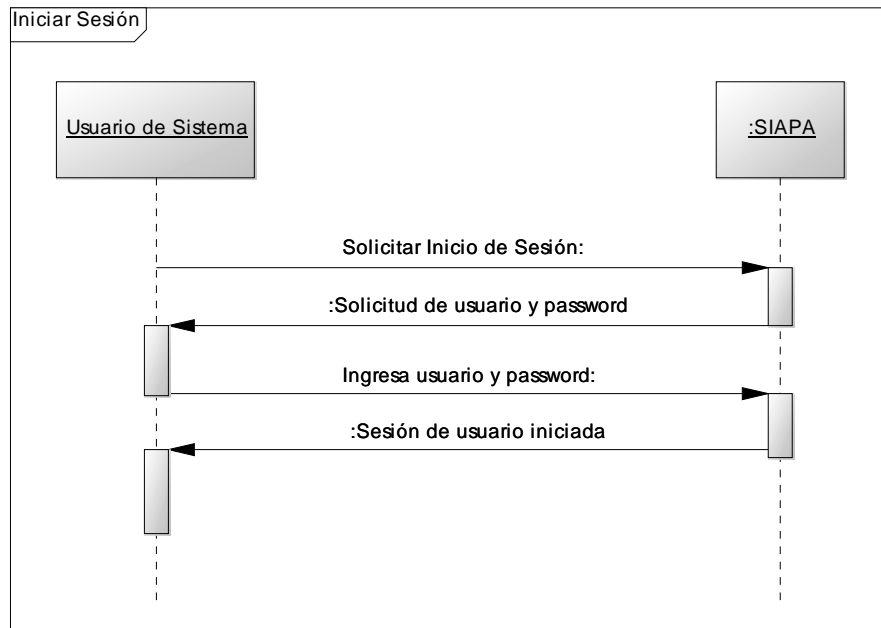 Iniciar Sesión
Usuario de Sistema
:SIAPA
Solicitar Inicio de Sesión:
:Solicitud de usuario y password
Ingresa usuario y password:
:Sesión de usuario iniciada